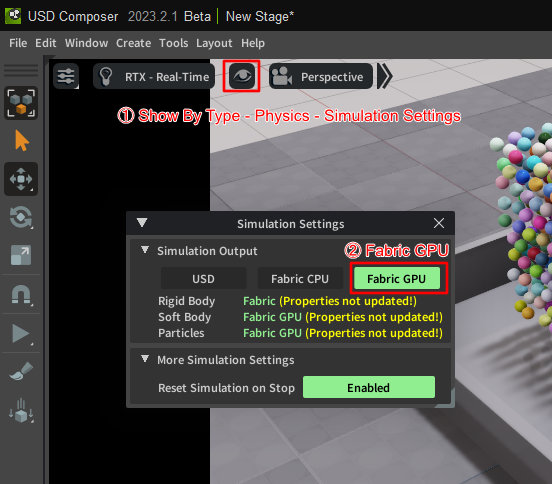 USD Composer 2023.2.1 Beta | New Stage*
File Edit Window Create Tools Layout Help
RTX - Real-Time Perspective
① Show By Type - Physics - Simulation Settings
Simulation Settings
Simulation Output
② Fabric GPU
USD Fabric CPU Fabric GPU
Rigid Body Fabric (Properties not updated!)
Soft Body Fabric GPU (Properties not updated!)
Particles Fabric GPU (Properties not updated!)
More Simulation Settings
Reset Simulation on Stop Enabled